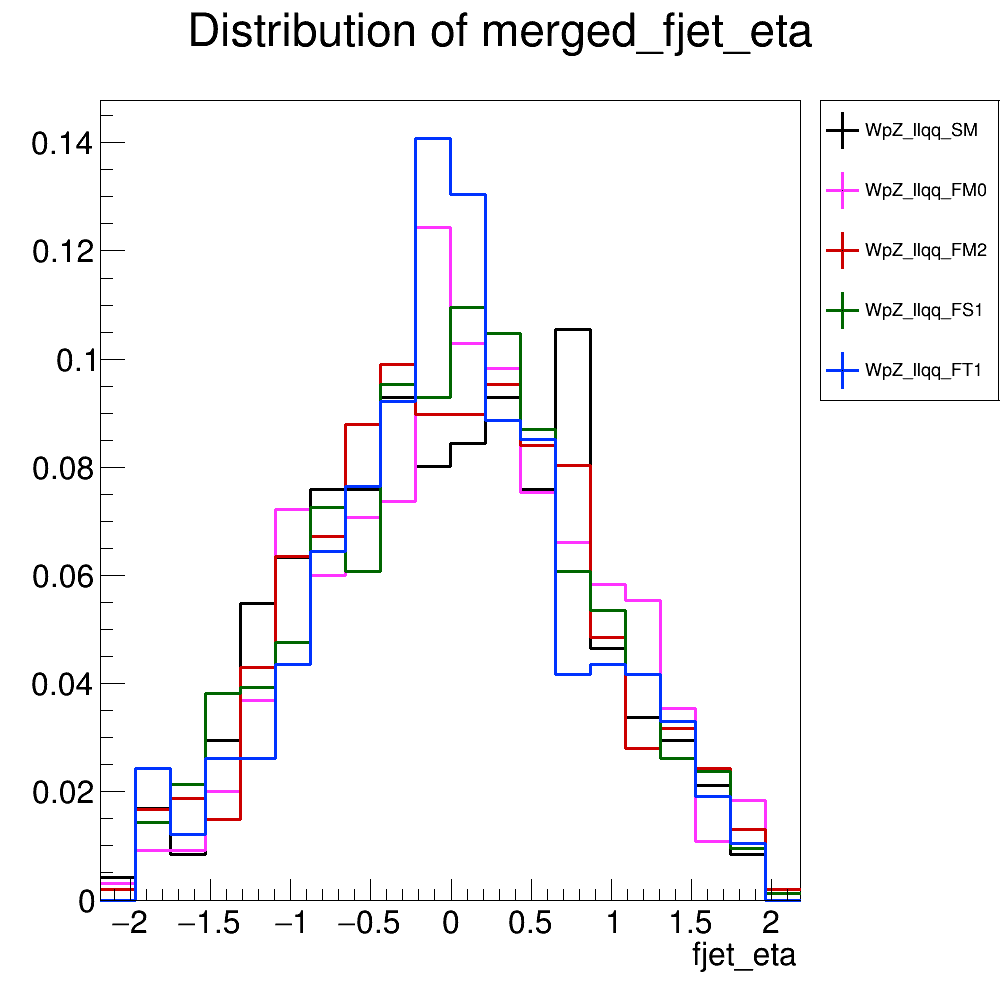 Distribution of merged_fjet_eta
WpZ_llqq_SM
WpZ_llqq_FM0
WpZ_llqq_FM2
WpZ_llqq_FS1
WpZ_llqq_FT1
0.14
0.12
0.1
0.08
0.06
0.04
0.02
0
−2 −1.5 −1 −0.5 0 0.5 1 1.5 2
fjet_eta